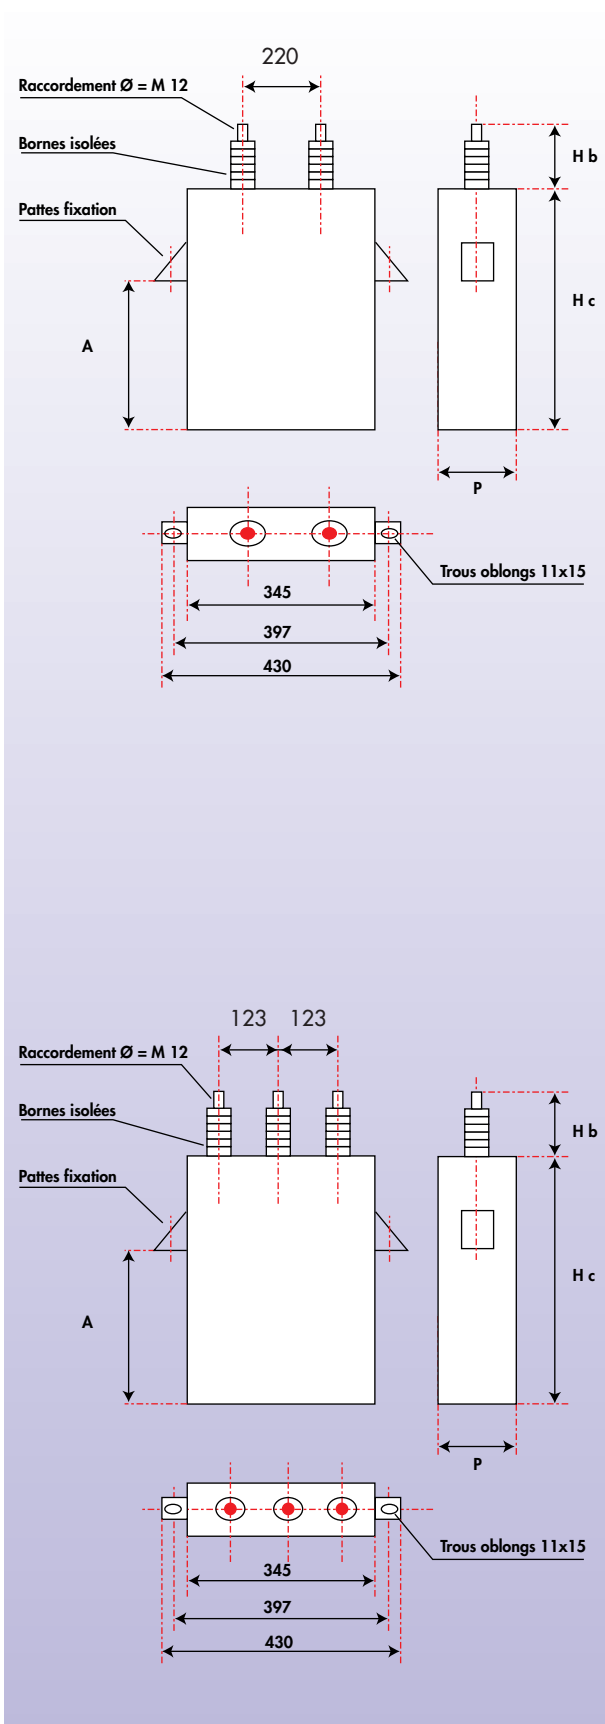 220
Raccordement Ø = M 12
Bornes isolées
H b
Pattes fixation
H c
A
P
Trous oblongs 11x15
345
397
430
123 123
Raccordement Ø = M 12
Bornes isolées
H b
Pattes fixation
H c
A
P
Trous oblongs 11x15
345
397
430